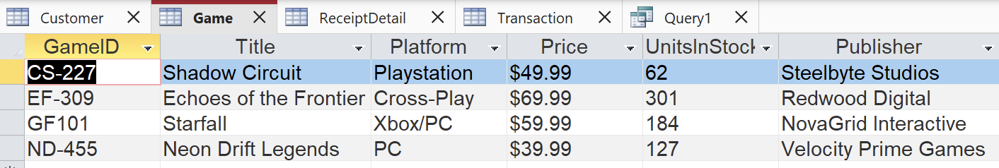 Customer Game ReceiptDetail Transaction Query1
GameID Title Platform Price UnitsInStock Publisher
CS-227 Shadow Circuit Playstation $49.99 62 Steelbyte Studios
EF-309 Echoes of the Frontier Cross-Play $69.99 301 Redwood Digital
GF101 Starfall Xbox/PC $59.99 184 NovaGrid Interactive
ND-455 Neon Drift Legends PC $39.99 127 Velocity Prime Games